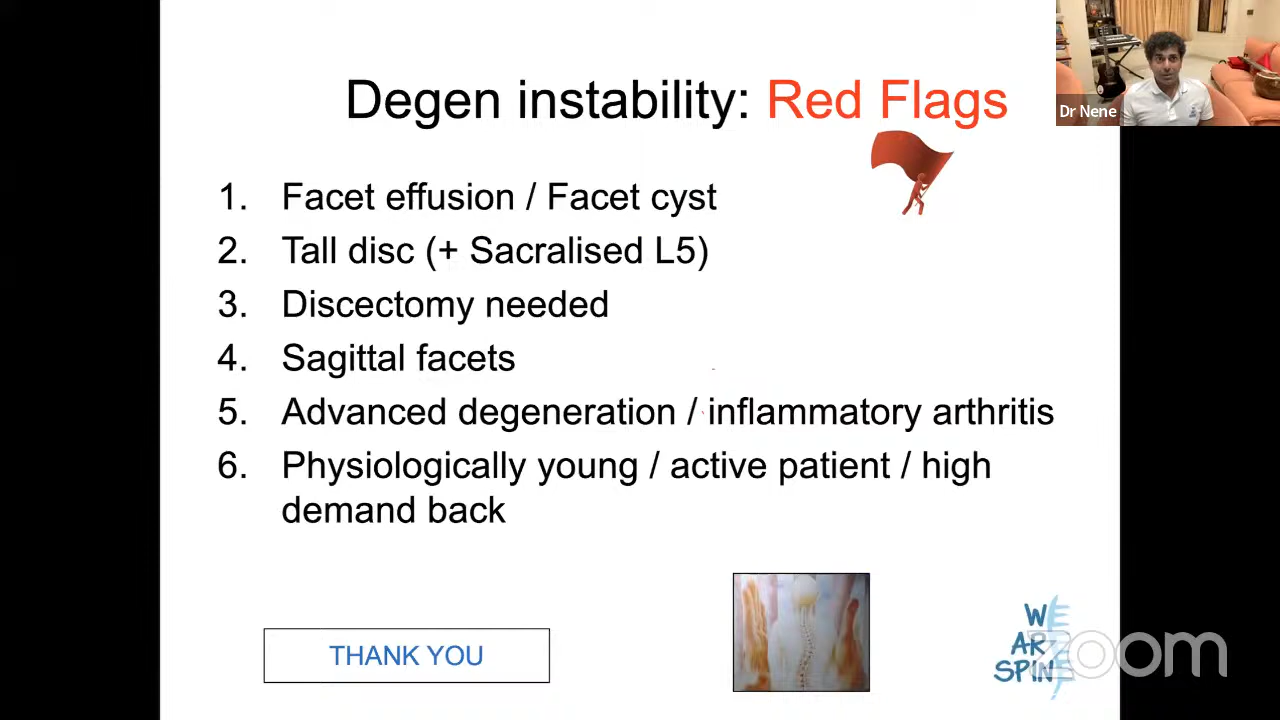 Degen instability: Red Flags
Dr Nene
1. Facet effusion / Facet cyst
2. Tall disc (+ Sacralised L5)
3. Discectomy needed
4. Sagittal facets
5. Advanced degeneration / inflammatory arthritis
6. Physiologically young / active patient / high
demand back
THANK YOU
WE
ARE
SPINE
zoom